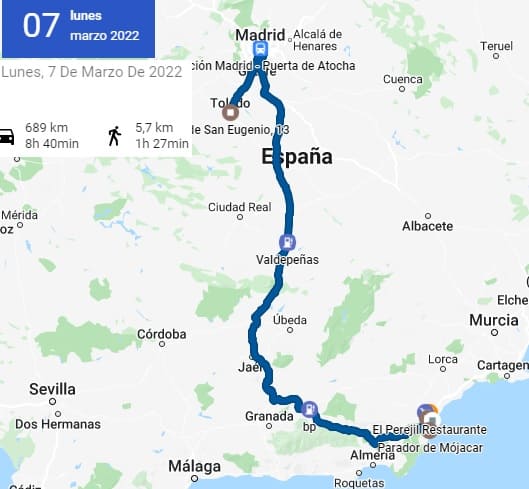 07
lunes
marzo 2022
Lunes, 7 De Marzo De 2022
689 km
8h 40min
5,7 km
1h 27min
Madrid
Alcalá de
Henares
Teruel
ción Madrid - Puerta de Atocha
Getafe
Cuenca
Toledo
de San Eugenio, 13
España
Ciudad Real
Mérida
oz
Albacete
Valdepeñas
Elche
Úbeda
Murcia
Córdoba
Jaén
Lorca
Cartagen
Sevilla
Dos Hermanas
Granada
bp
El Perejil Restaurante
Parador de Mójacar
Almería
Málaga
Roquetas
Cádiz